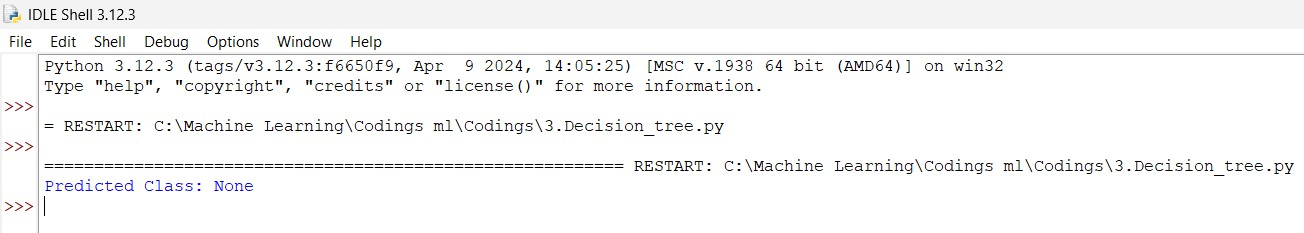 IDLE Shell 3.12.3
File Edit Shell Debug Options Window Help
Python 3.12.3 (tags/v3.12.3:f6650f9, Apr  9 2024, 14:05:25) [MSC v.1938 64 bit (AMD64)] on win32
Type "help", "copyright", "credits" or "license()" for more information.
>>>
= RESTART: C:\Machine Learning\Codings ml\Codings\3.Decision_tree.py
>>>
========================================================== RESTART: C:\Machine Learning\Codings ml\Codings\3.Decision_tree.py
Predicted Class: None
>>>